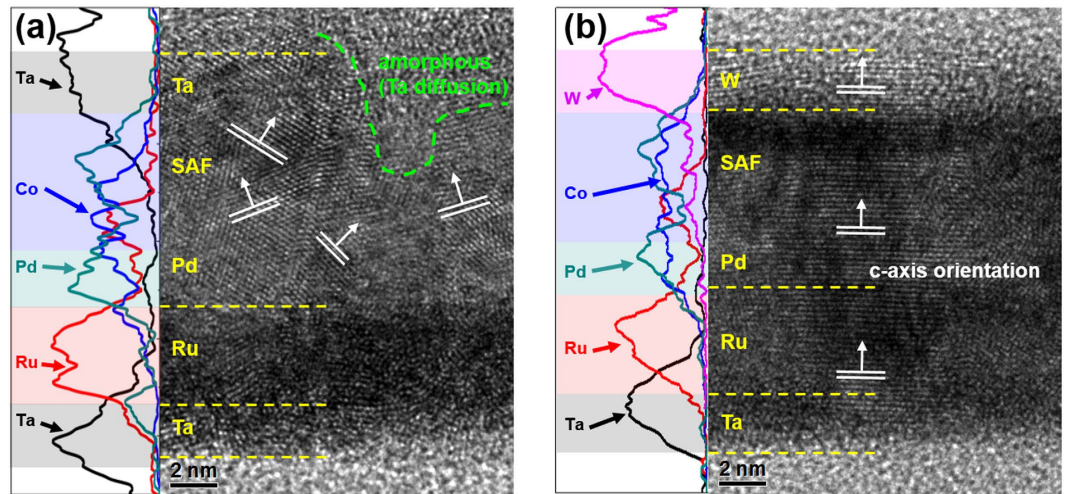 (a)
Ta
Co
Pd
Ru
Ta
Ta
SAF
Pd
Ru
Ta
amorphous
(Ta diffusion)
2 nm
(b)
W
Co
Pd
Ru
Ta
W
SAF
Pd
Ru
Ta
c-axis orientation
2 nm